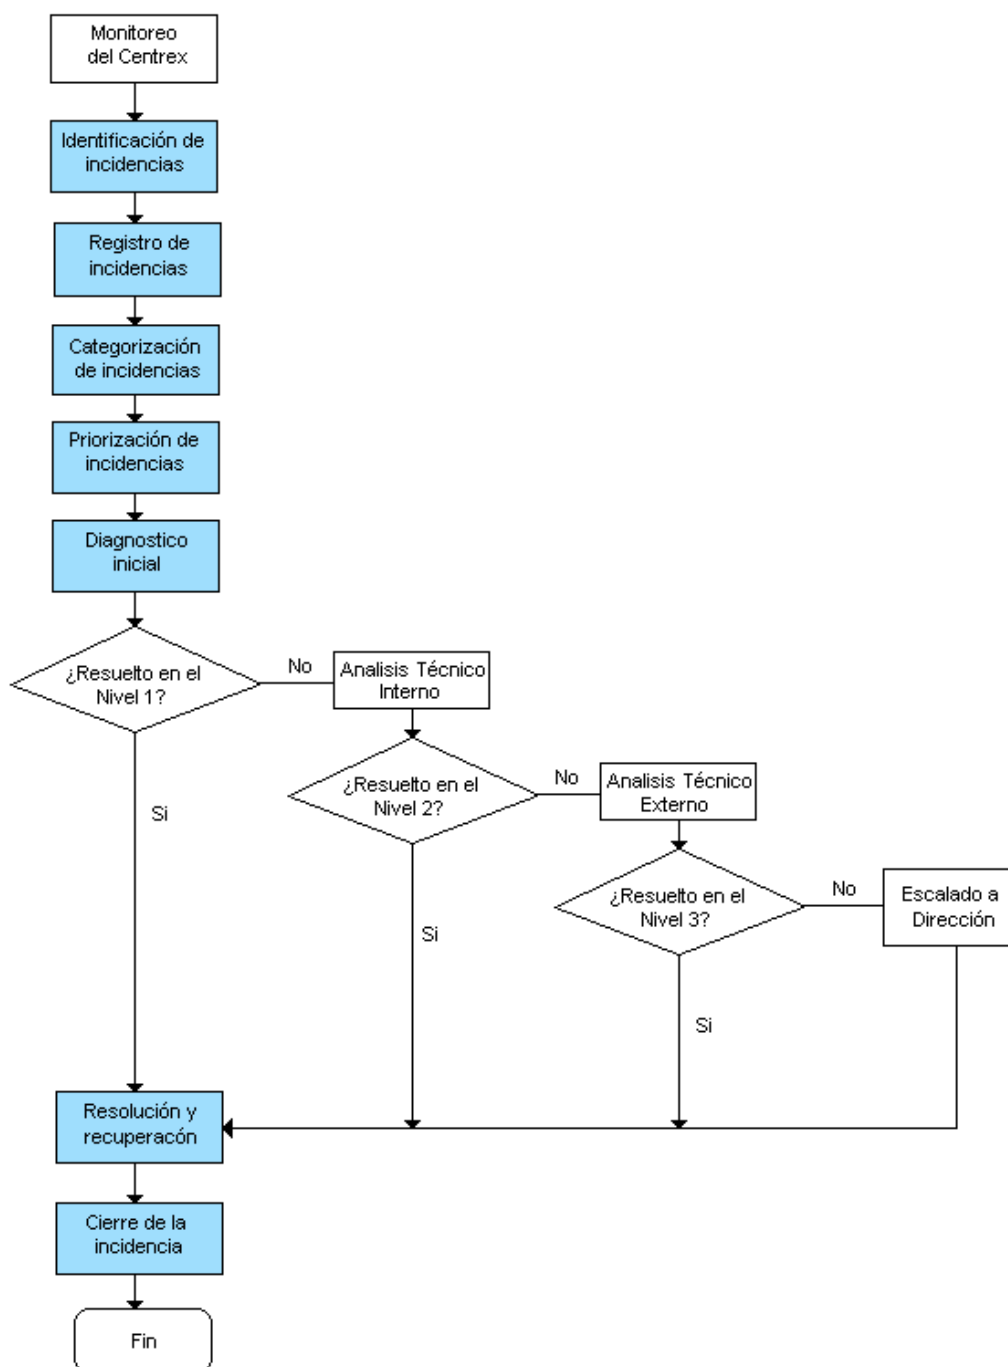 Monitoreo
del Centrex
Identificación de
incidencias
Registro de
incidencias
Categorización
de incidencias
Priorización de
incidencias
Diagnostico
inicial
¿Resuelto en el
Nivel 1?
No
Analisis Técnico
Interno
Si
¿Resuelto en el
Nivel 2?
No
Analisis Técnico
Externo
Si
¿Resuelto en el
Nivel 3?
No
Escalado a
Dirección
Si
Resolución y
recuperacón
Cierre de la
incidencia
Fin